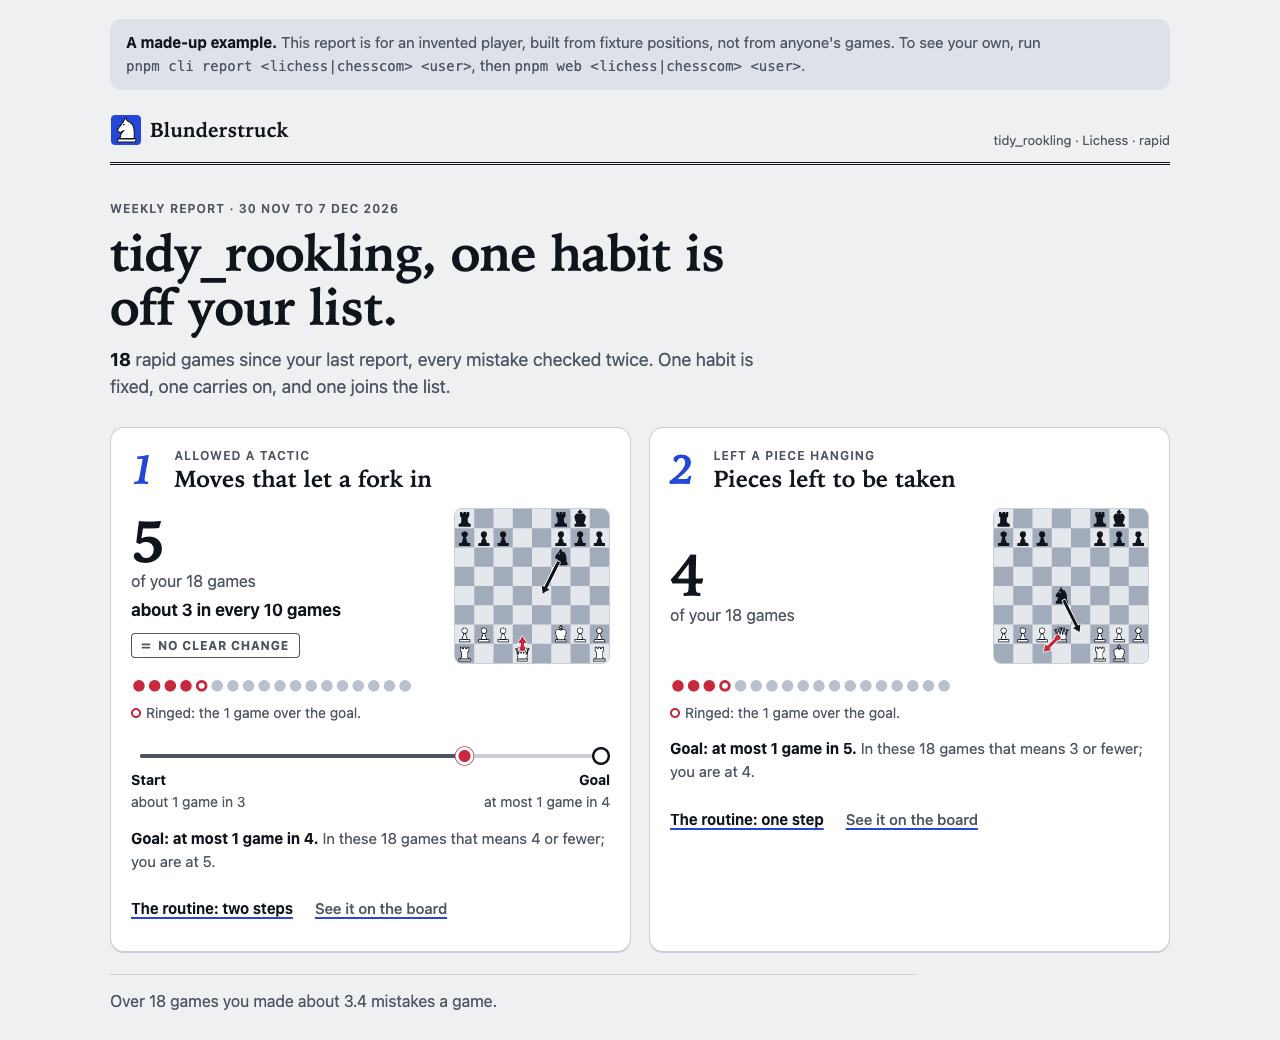 A made-up example. This report is for an invented player, built from fixture positions, not from anyone's games. To see your own, run
pnpm cli report <lichess|chesscom> <user>, then pnpm web <lichess|chesscom> <user>.
Blunderstruck
tidy_rookling · Lichess · rapid
WEEKLY REPORT · 30 NOV TO 7 DEC 2026
tidy_rookling, one habit is
off your list.
18 rapid games since your last report, every mistake checked twice. One habit is
fixed, one carries on, and one joins the list.
1
ALLOWED A TACTIC
Moves that let a fork in
5
of your 18 games
about 3 in every 10 games
= NO CLEAR CHANGE
Ringed: the 1 game over the goal.
Start
Goal
about 1 game in 3
at most 1 game in 4
Goal: at most 1 game in 4. In these 18 games that means 4 or fewer;
you are at 5.
The routine: two steps
See it on the board
2
LEFT A PIECE HANGING
Pieces left to be taken
4
of your 18 games
Ringed: the 1 game over the goal.
Goal: at most 1 game in 5. In these 18 games that means 3 or fewer;
you are at 4.
The routine: one step
See it on the board
Over 18 games you made about 3.4 mistakes a game.